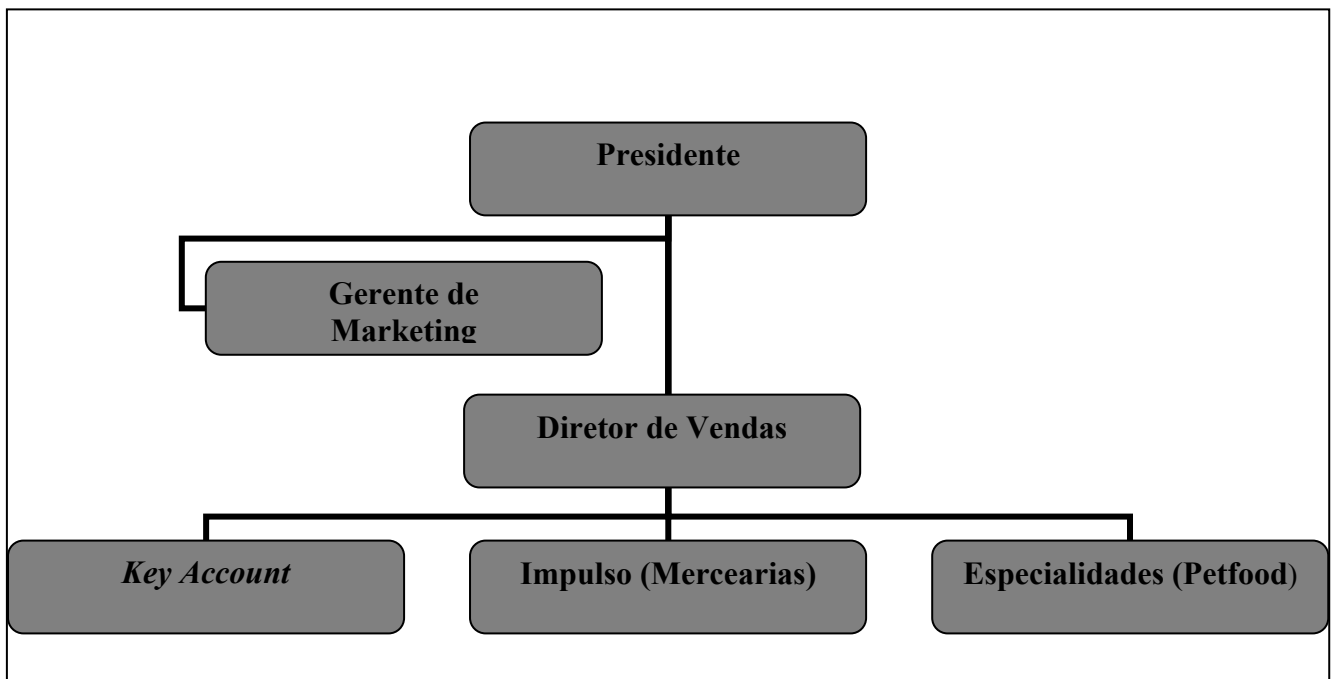 Presidente
Gerente de
Marketing
Diretor de Vendas
Key Account
Impulso (Mercearias)
Especialidades (Petfood)